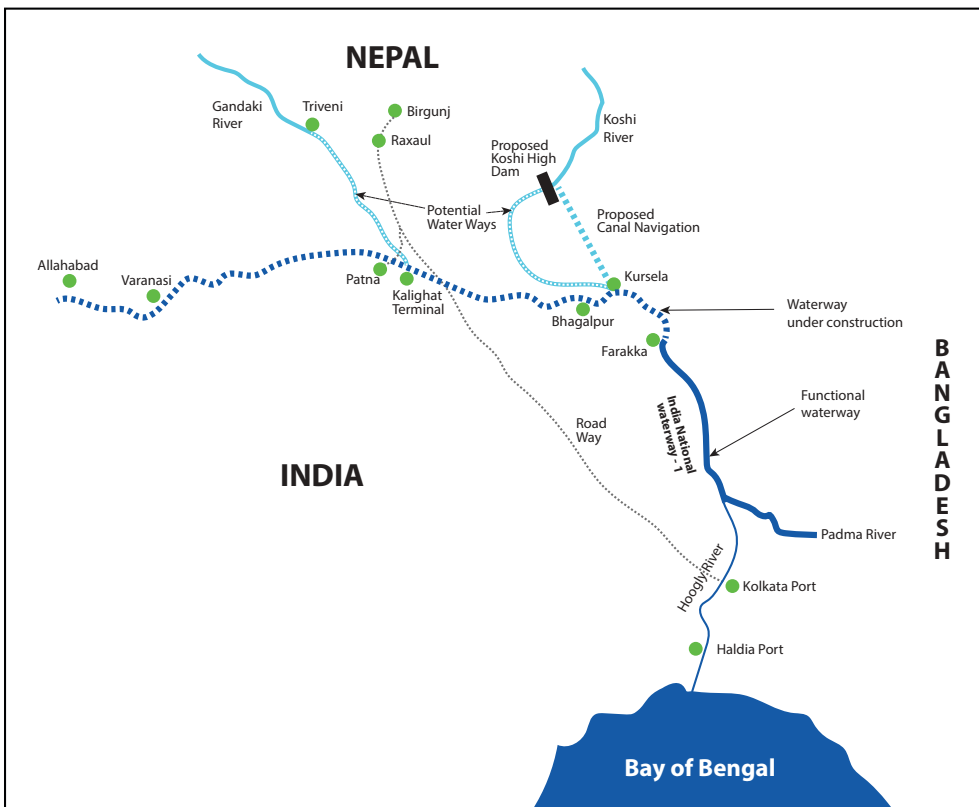 NEPAL
Gandaki
River
Triveni
Birgunj
Raxaul
Koshi
River
Proposed
Koshi High
Dam
Potential
Water Ways
Proposed
Canal Navigation
Allahabad
Varanasi
Patna
Kalighat
Terminal
Kursela
Bhagalpur
Waterway
under construction
Farakka
BANGLADESH
India National
waterway - 1
Functional
waterway
Road
Way
INDIA
Padma River
Hoogly River
Kolkata Port
Haldia Port
Bay of Bengal